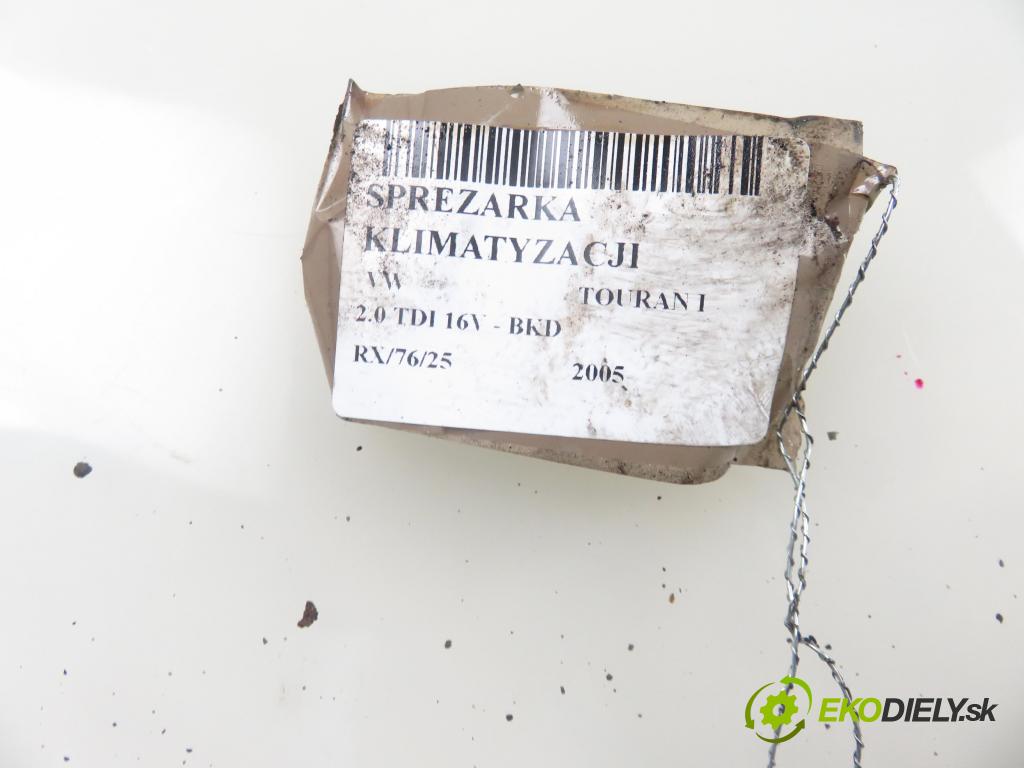 SPREZARKA
KLIMATYZACJI
VW TOURAN I
2.0 TDI 16V - BKD
RX/76/25 2005
EKODIELY.sk